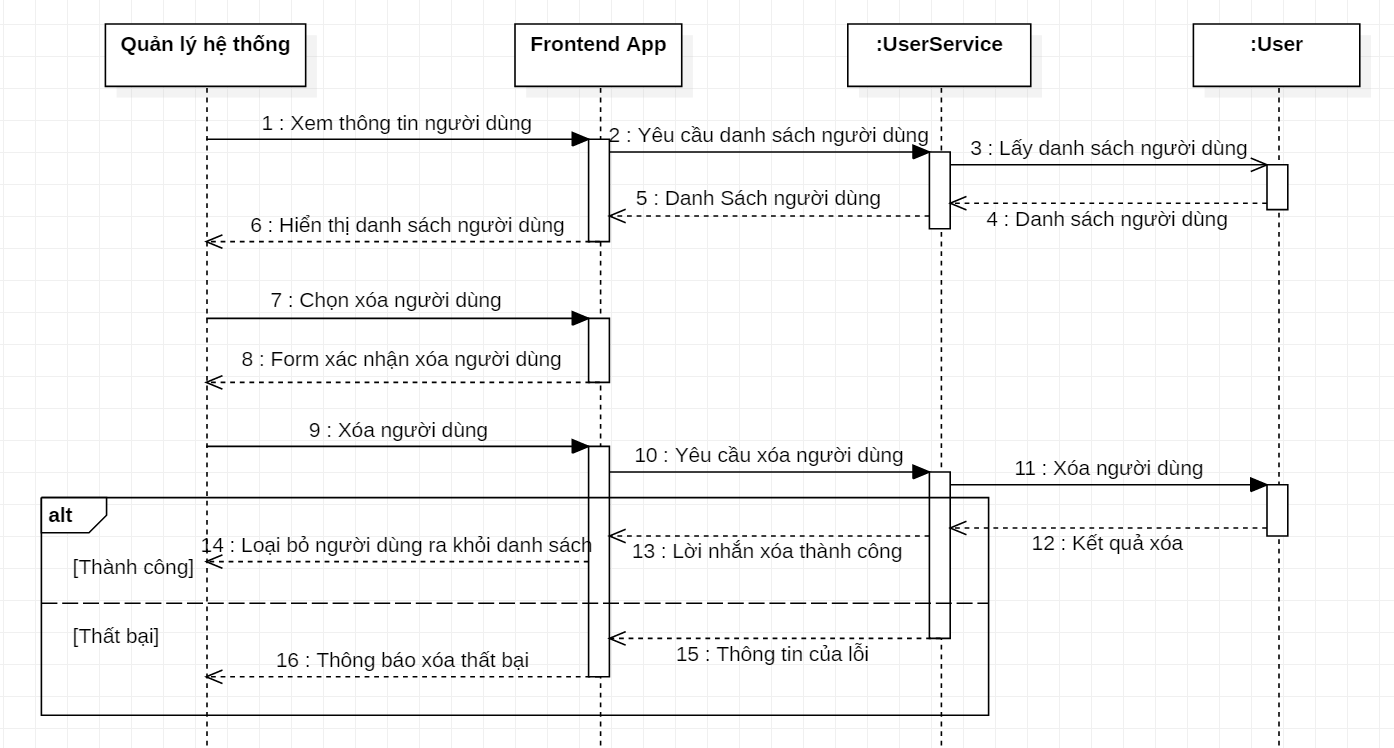 Quản lý hệ thống
Frontend App
:UserService
:User
1 : Xem thông tin người dùng
2 : Yêu cầu danh sách người dùng
3 : Lấy danh sách người dùng
4 : Danh sách người dùng
5 : Danh Sách người dùng
6 : Hiển thị danh sách người dùng
7 : Chọn xóa người dùng
8 : Form xác nhận xóa người dùng
9 : Xóa người dùng
10 : Yêu cầu xóa người dùng
11 : Xóa người dùng
alt
12 : Kết quả xóa
13 : Lời nhắn xóa thành công
14 : Loại bỏ người dùng ra khỏi danh sách
[Thành công]
[Thất bại]
15 : Thông tin của lỗi
16 : Thông báo xóa thất bại